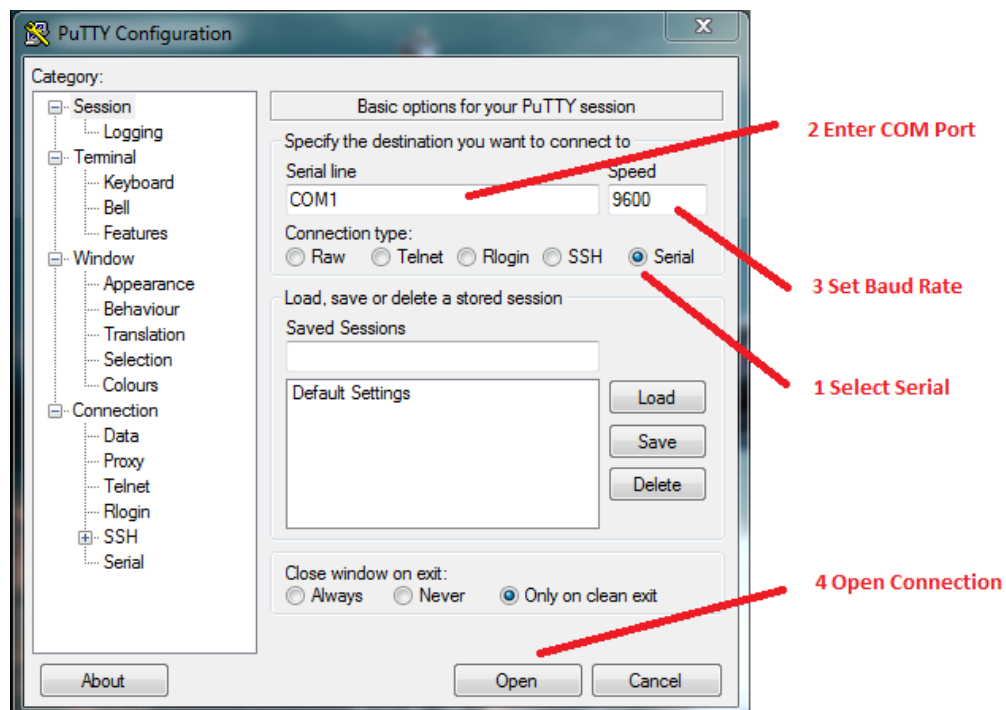 PuTTY Configuration
Category:
Session
Logging
Terminal
Keyboard
Bell
Features
Window
Appearance
Behaviour
Translation
Selection
Colours
Connection
Data
Proxy
Telnet
Rlogin
SSH
Serial
About
Basic options for your PuTTY session
Specify the destination you want to connect to
Serial line Speed
COM1 9600
Connection type:
Raw Telnet Rlogin SSH Serial
Load, save or delete a stored session
Saved Sessions
Default Settings
Load
Save
Delete
Close window on exit:
Always Never Only on clean exit
Open Cancel
2 Enter COM Port
3 Set Baud Rate
1 Select Serial
4 Open Connection